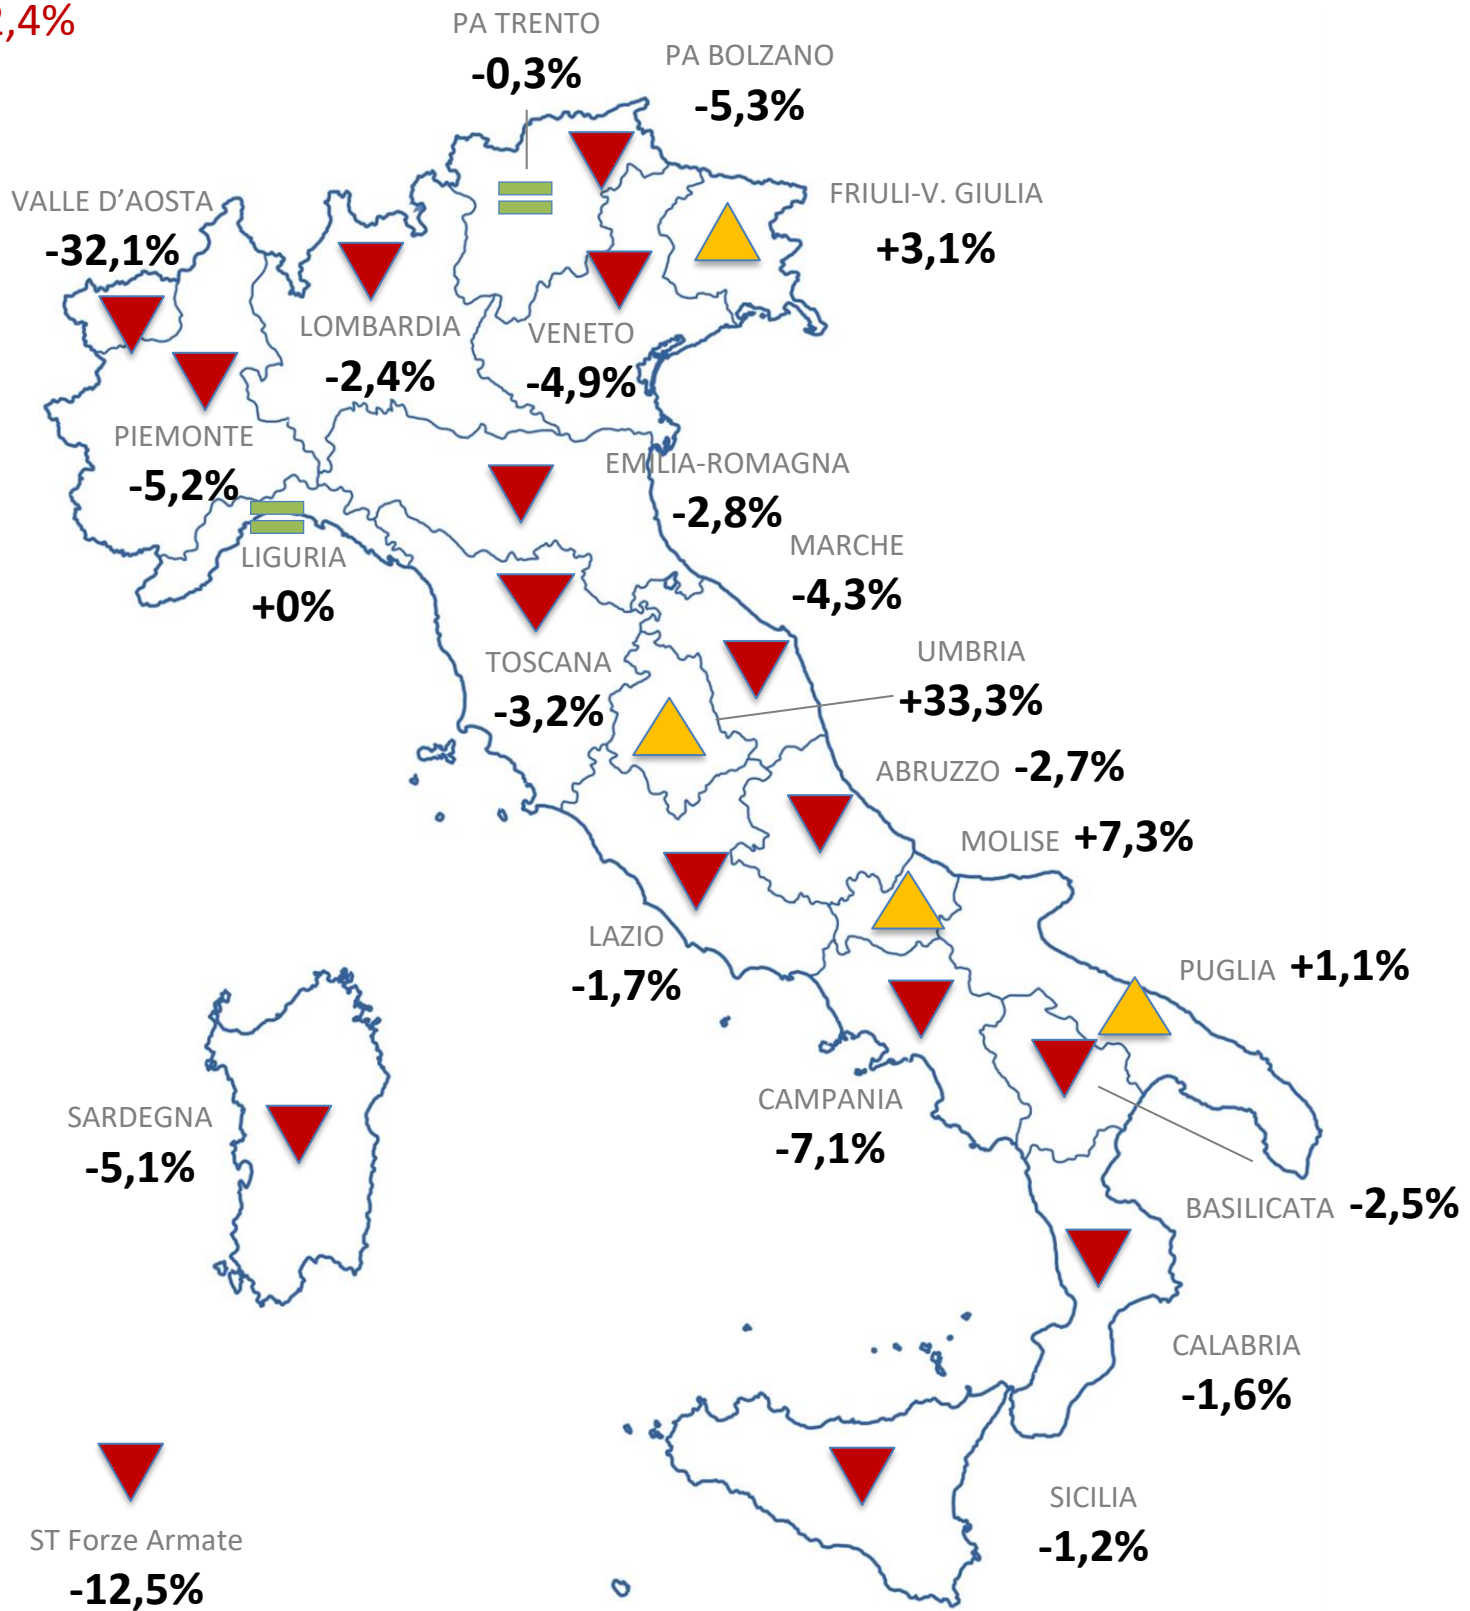 2,4%
PA TRENTO
-0,3%
PA BOLZANO
-5,3%
VALLE D'AOSTA
-32,1%
FRIULI-V. GIULIA
+3,1%
LOMBARDIA
-2,4%
VENETO
-4,9%
PIEMONTE
-5,2%
EMILIA-ROMAGNA
-2,8%
LIGURIA
+0%
MARCHE
-4,3%
TOSCANA
-3,2%
UMBRIA
+33,3%
ABRUZZO -2,7%
MOLISE +7,3%
LAZIO
-1,7%
PUGLIA +1,1%
CAMPANIA
-7,1%
SARDEGNA
-5,1%
BASILICATA -2,5%
CALABRIA
-1,6%
SICILIA
-1,2%
ST Forze Armate
-12,5%